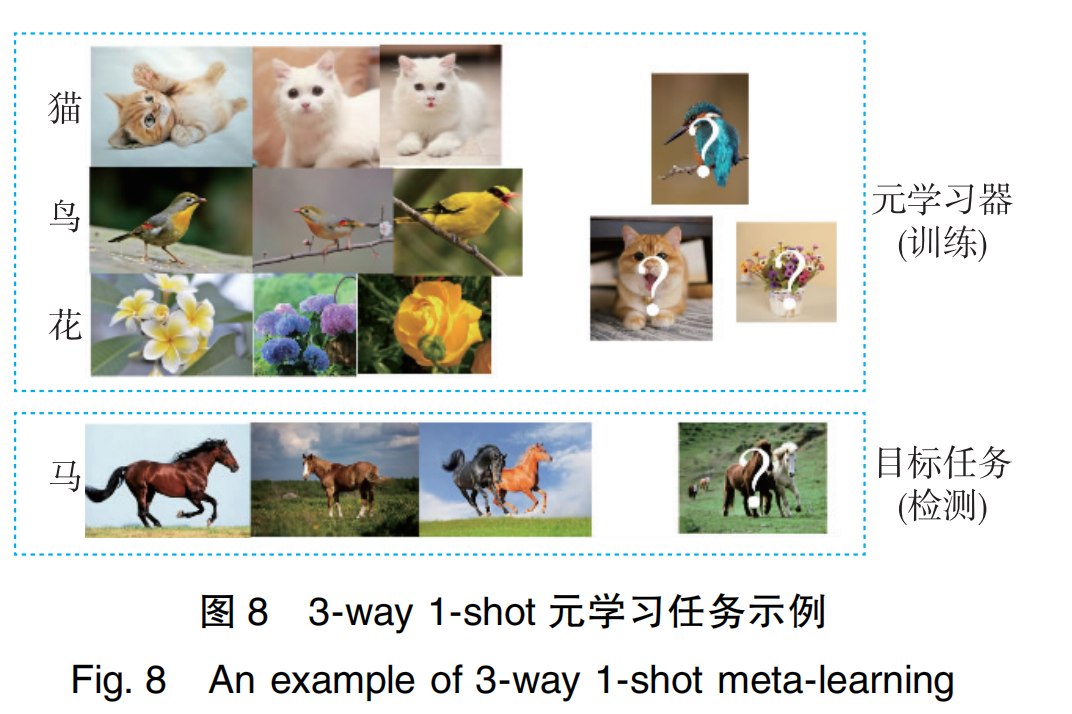 猫
鸟
花
?
?
?
元学习器
(训练)
马
?
目标任务
(检测)
图 8 3-way 1-shot 元学习任务示例
Fig. 8 An example of 3-way 1-shot meta-learning